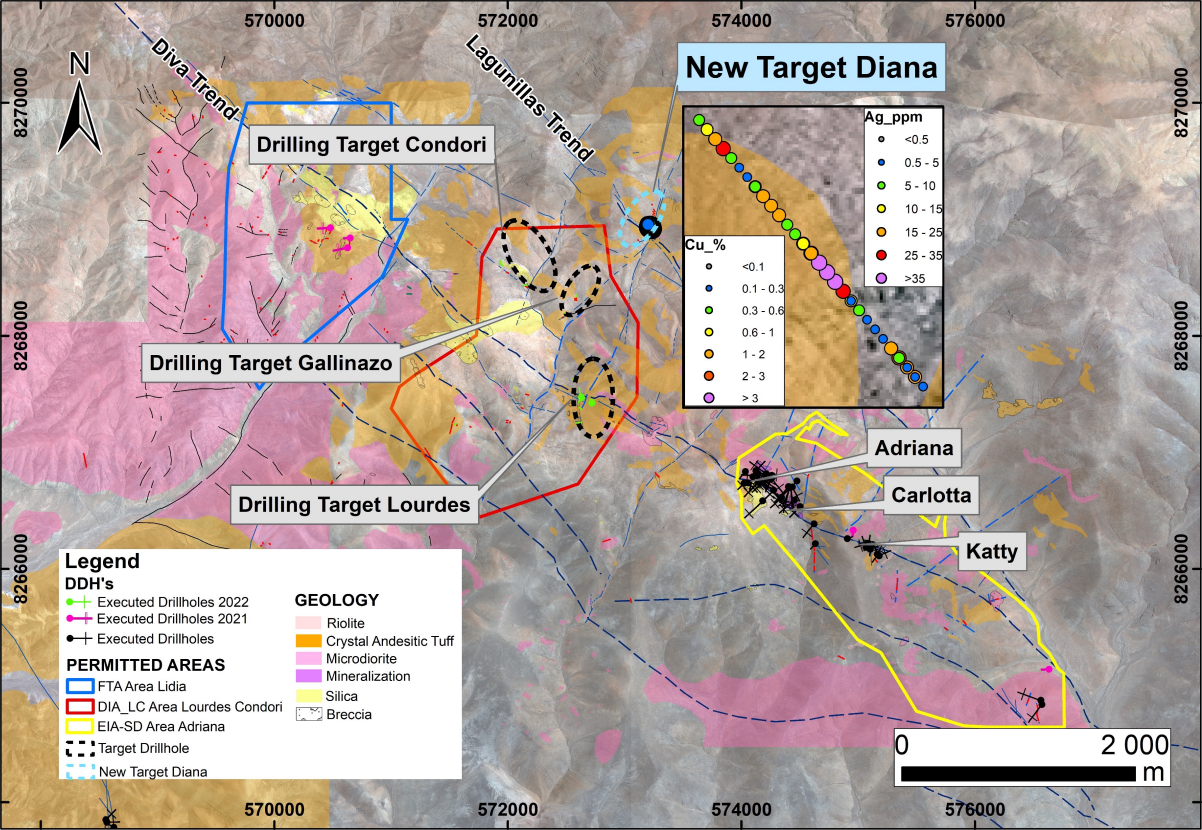 570000
572000
574000
576000
N
Diva Trend
Lagunillas Trend
New Target Diana
8270000
8270000
Drilling Target Condori
Ag_ppm
<0.5
0.5 - 5
5 - 10
10 - 15
15 - 25
25 - 35
>35
Cu_%
<0.1
0.1 - 0.3
0.3 - 0.6
0.6 - 1
1 - 2
2 - 3
> 3
8268000
8268000
Drilling Target Gallinazo
Drilling Target Lourdes
Adriana
Carlotta
Katty
8266000
8266000
Legend
DDH's
Executed Drillholes 2022
Executed Drillholes 2021
Executed Drillholes
PERMITTED AREAS
FTA Area Lidia
DIA_LC Area Lourdes Condori
EIA-SD Area Adriana
Target Drillhole
New Target Diana
GEOLOGY
Riolite
Crystal Andesitic Tuff
Microdiorite
Mineralization
Silica
Breccia
0
2 000
m
570000
572000
574000
576000